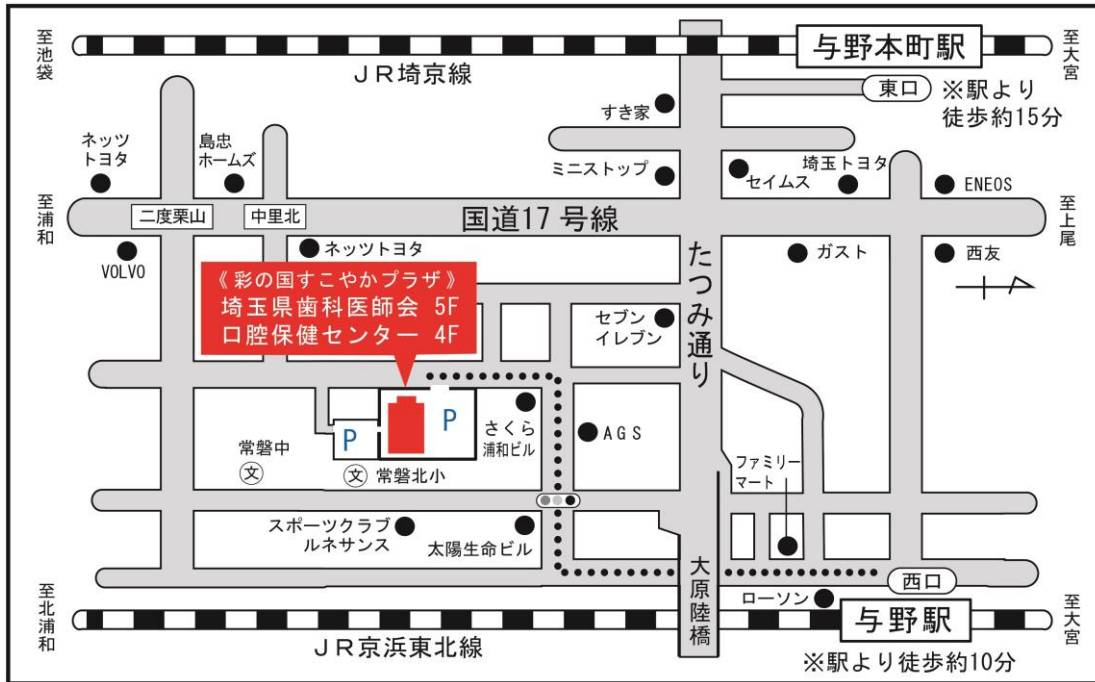 至池袋
JR埼京線
与野本町駅
至大宮
東口
※駅より
徒歩約15分
すき家
ネッツ
トヨタ
島忠
ホームズ
ミニストップ
セイムス
埼玉トヨタ
ENEOS
至浦和
二度栗山
中里北
国道17号線
至上尾
VOLVO
ネッツトヨタ
たつみ通り
ガスト
西友
《彩の国すこやかプラザ》
埼玉県歯科医師会 5F
口腔保健センター 4F
セブン
イレブン
P
P
さくら
浦和ビル
AGS
常磐中
文
文
常磐北小
ファミリー
マート
スポーツクラブ
ルネサンス
太陽生命ビル
大原陸橋
西口
ローソン
至北浦和
JR京浜東北線
与野駅
至大宮
※駅より徒歩約10分